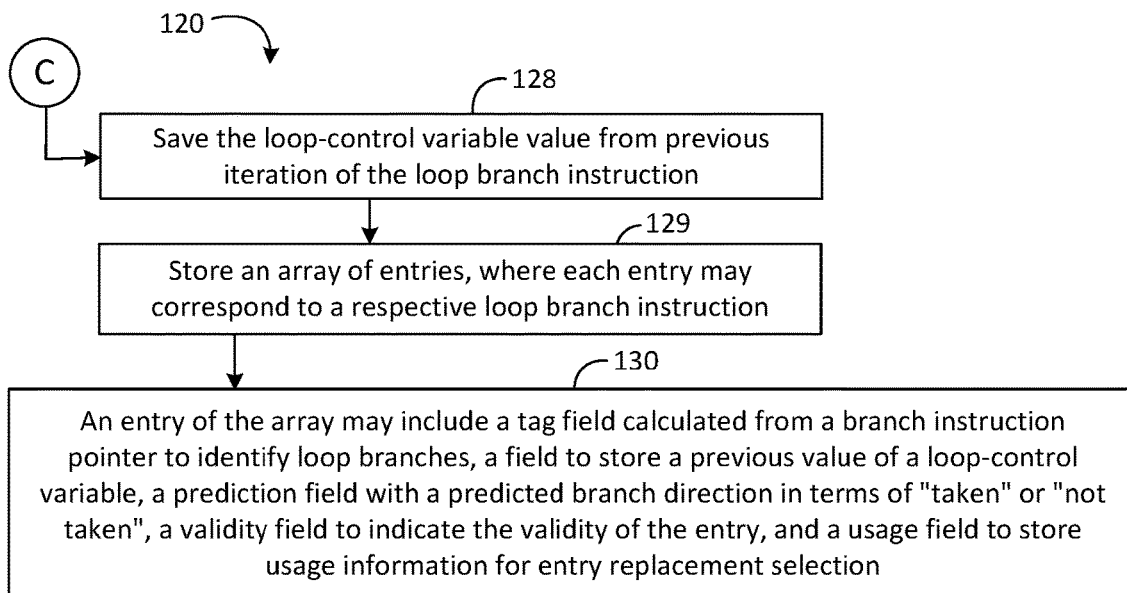 120
C
128
Save the loop-control variable value from previous
iteration of the loop branch instruction
129
Store an array of entries, where each entry may
correspond to a respective loop branch instruction
130
An entry of the array may include a tag field calculated from a branch instruction
pointer to identify loop branches, a field to store a previous value of a loop-control
variable, a prediction field with a predicted branch direction in terms of "taken" or "not
taken", a validity field to indicate the validity of the entry, and a usage field to store
usage information for entry replacement selection